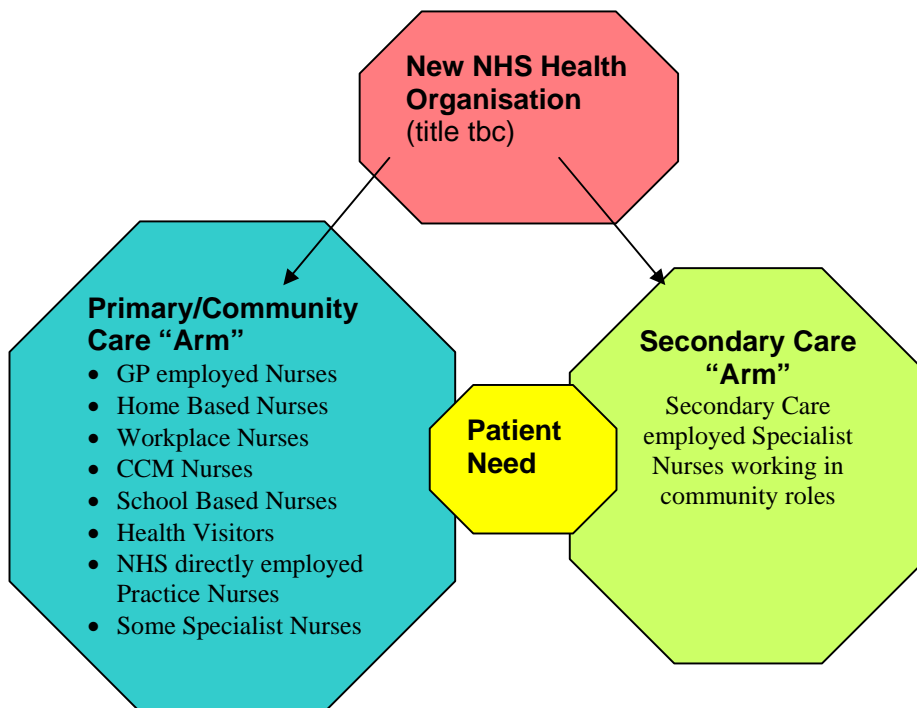 New NHS Health
Organisation
(title tbc)
Primary/Community
Care “Arm”
• GP employed Nurses
• Home Based Nurses
• Workplace Nurses
• CCM Nurses
• School Based Nurses
• Health Visitors
• NHS directly employed
Practice Nurses
• Some Specialist Nurses
Patient
Need
Secondary Care
“Arm”
Secondary Care
employed Specialist
Nurses working in
community roles